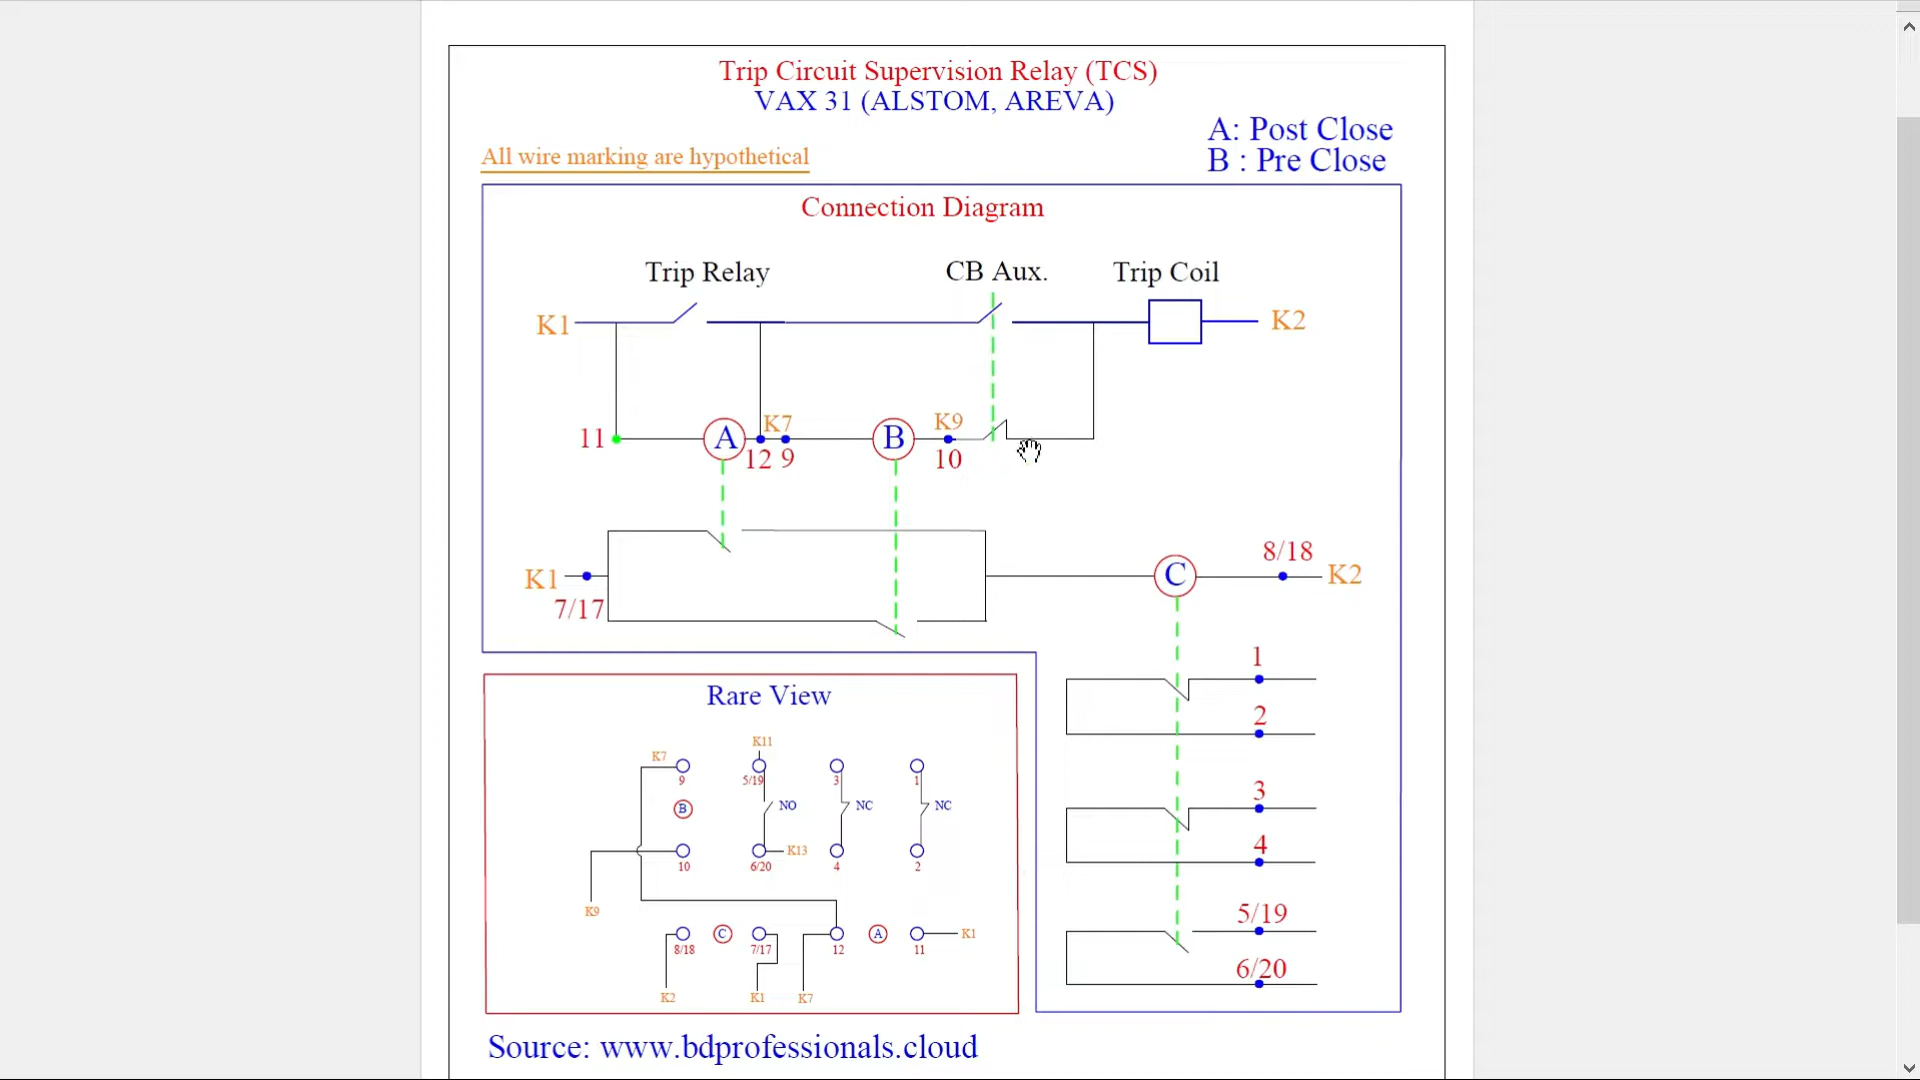 Trip Circuit Supervision Relay (TCS)
VAX 31 (ALSTOM, AREVA)
A: Post Close
B : Pre Close
All wire marking are hypothetical
Connection Diagram
Trip Relay
CB Aux.
Trip Coil
K1
K2
K7
K9
11
A
B
12 9
10
8/18
K1
C
K2
7/17
1
2
3
4
5/19
6/20
Rare View
K11
K7
9
5/19
3
1
B
NO
NC
NC
K13
10
6/20
4
2
K9
C
A
K1
8/18
7/17
12
11
K2
K1
K7
Source: www.bdprofessionals.cloud